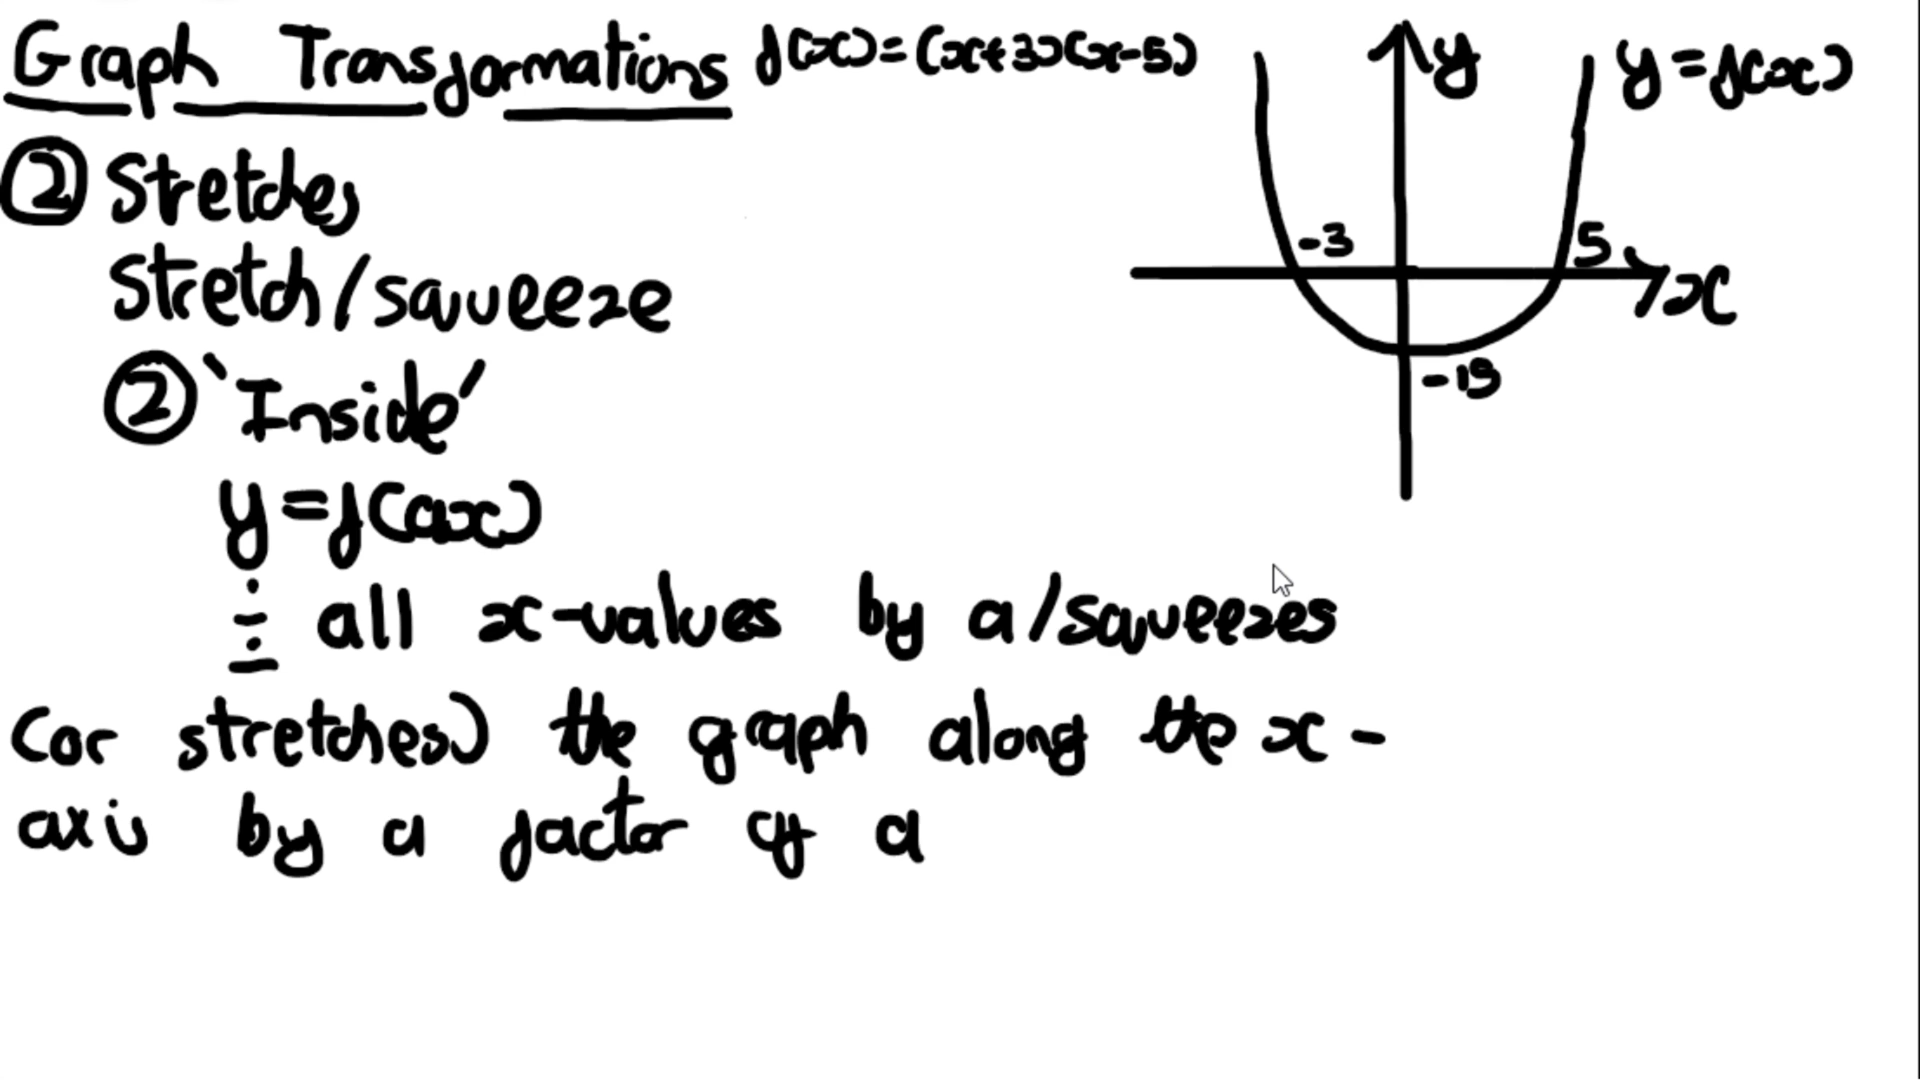 Graph Transformations f(x)=(x+3)(x-5)
② Stretches
Stretch/squeeze
② 'Inside'
y=f(ax)
÷ all x-values by a/squeezes
(or stretches) the graph along the x-
axis by a factor of a
y
y=f(x)
-3
5
x
-15